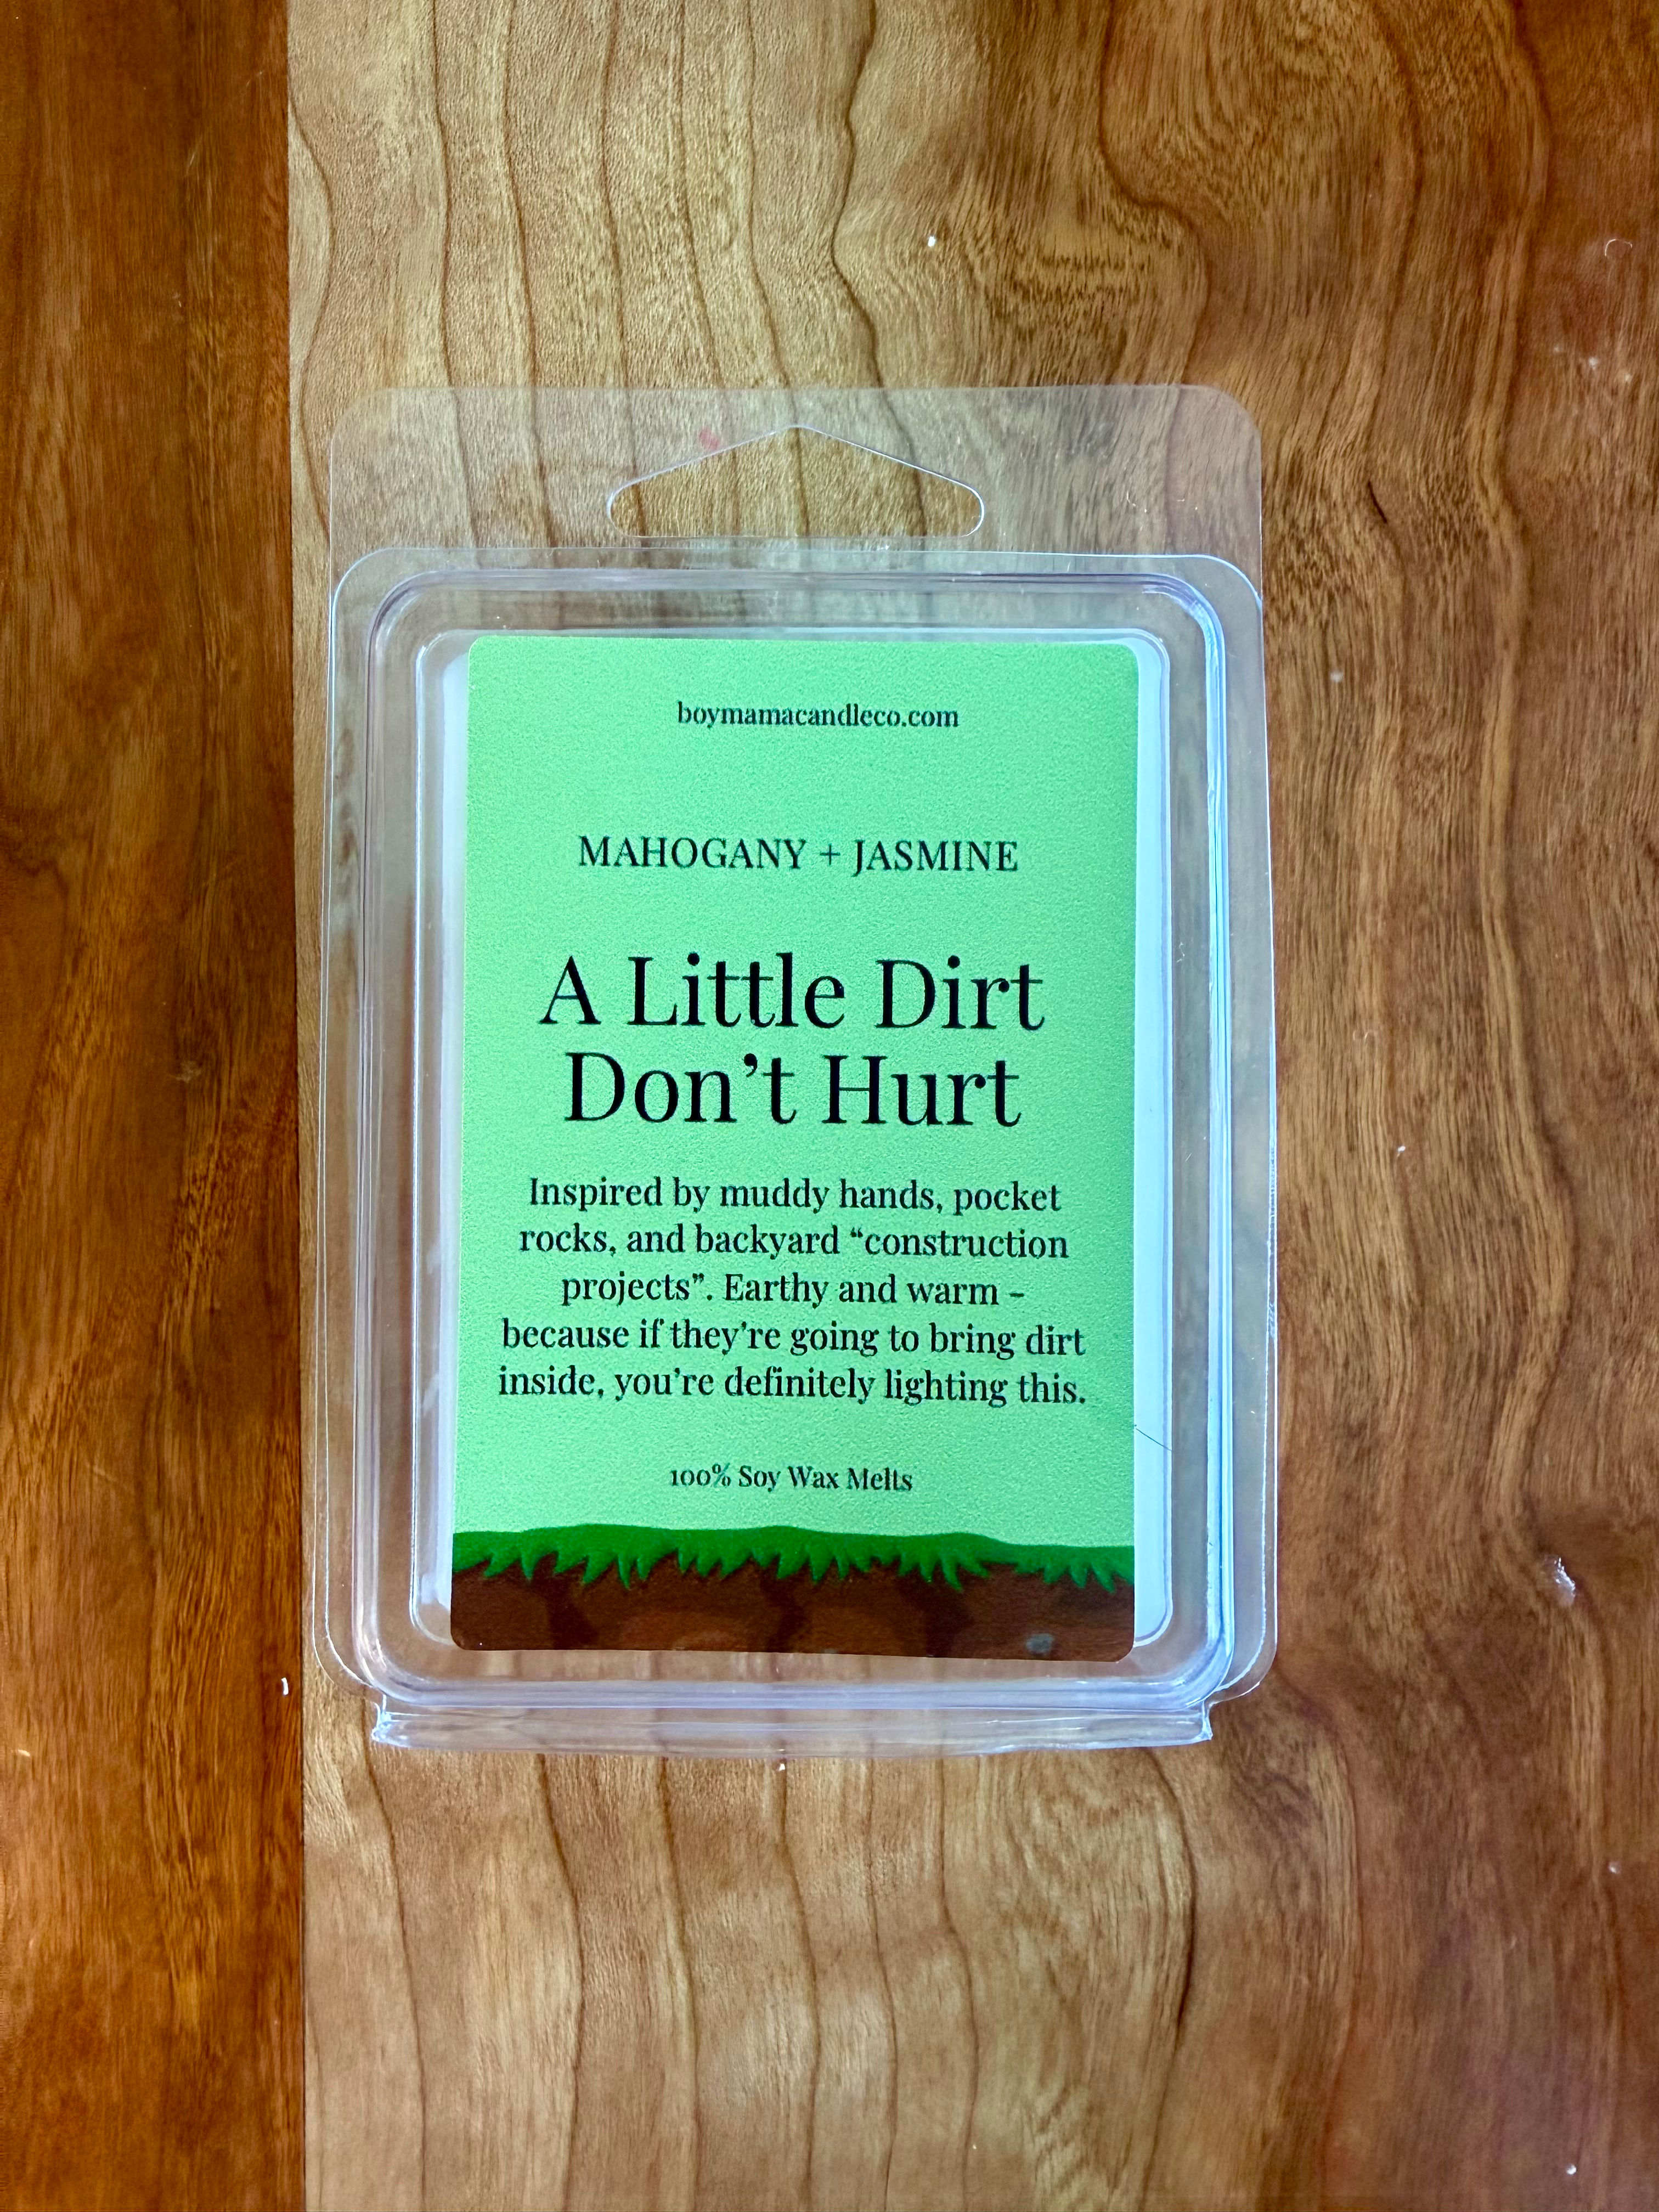 boymamacandleco.com
MAHOGANY + JASMINE
A Little Dirt
Don’t Hurt
Inspired by muddy hands, pocket
rocks, and backyard “construction
projects”. Earthy and warm -
because if they’re going to bring dirt
inside, you’re definitely lighting this.
100% Soy Wax Melts